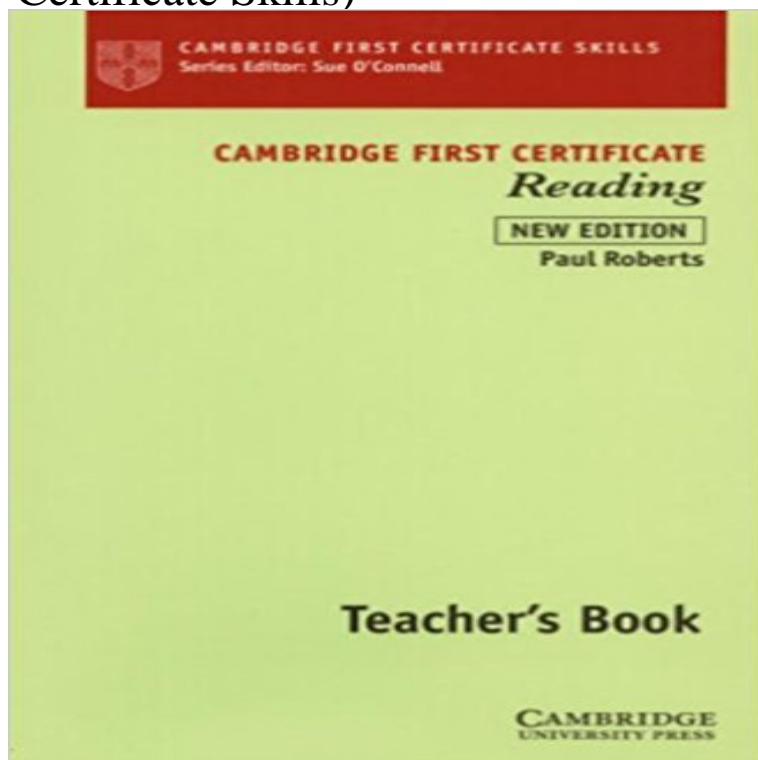 Certificate Skills)
CAMBRIDGE FIRST CERTIFICATE SKILLS
Series Editor: Sue O'Connell
CAMBRIDGE FIRST CERTIFICATE
Reading
NEW EDITION
Paul Roberts
Teacher's Book
CAMBRIDGE
UNIVERSITY PRESS